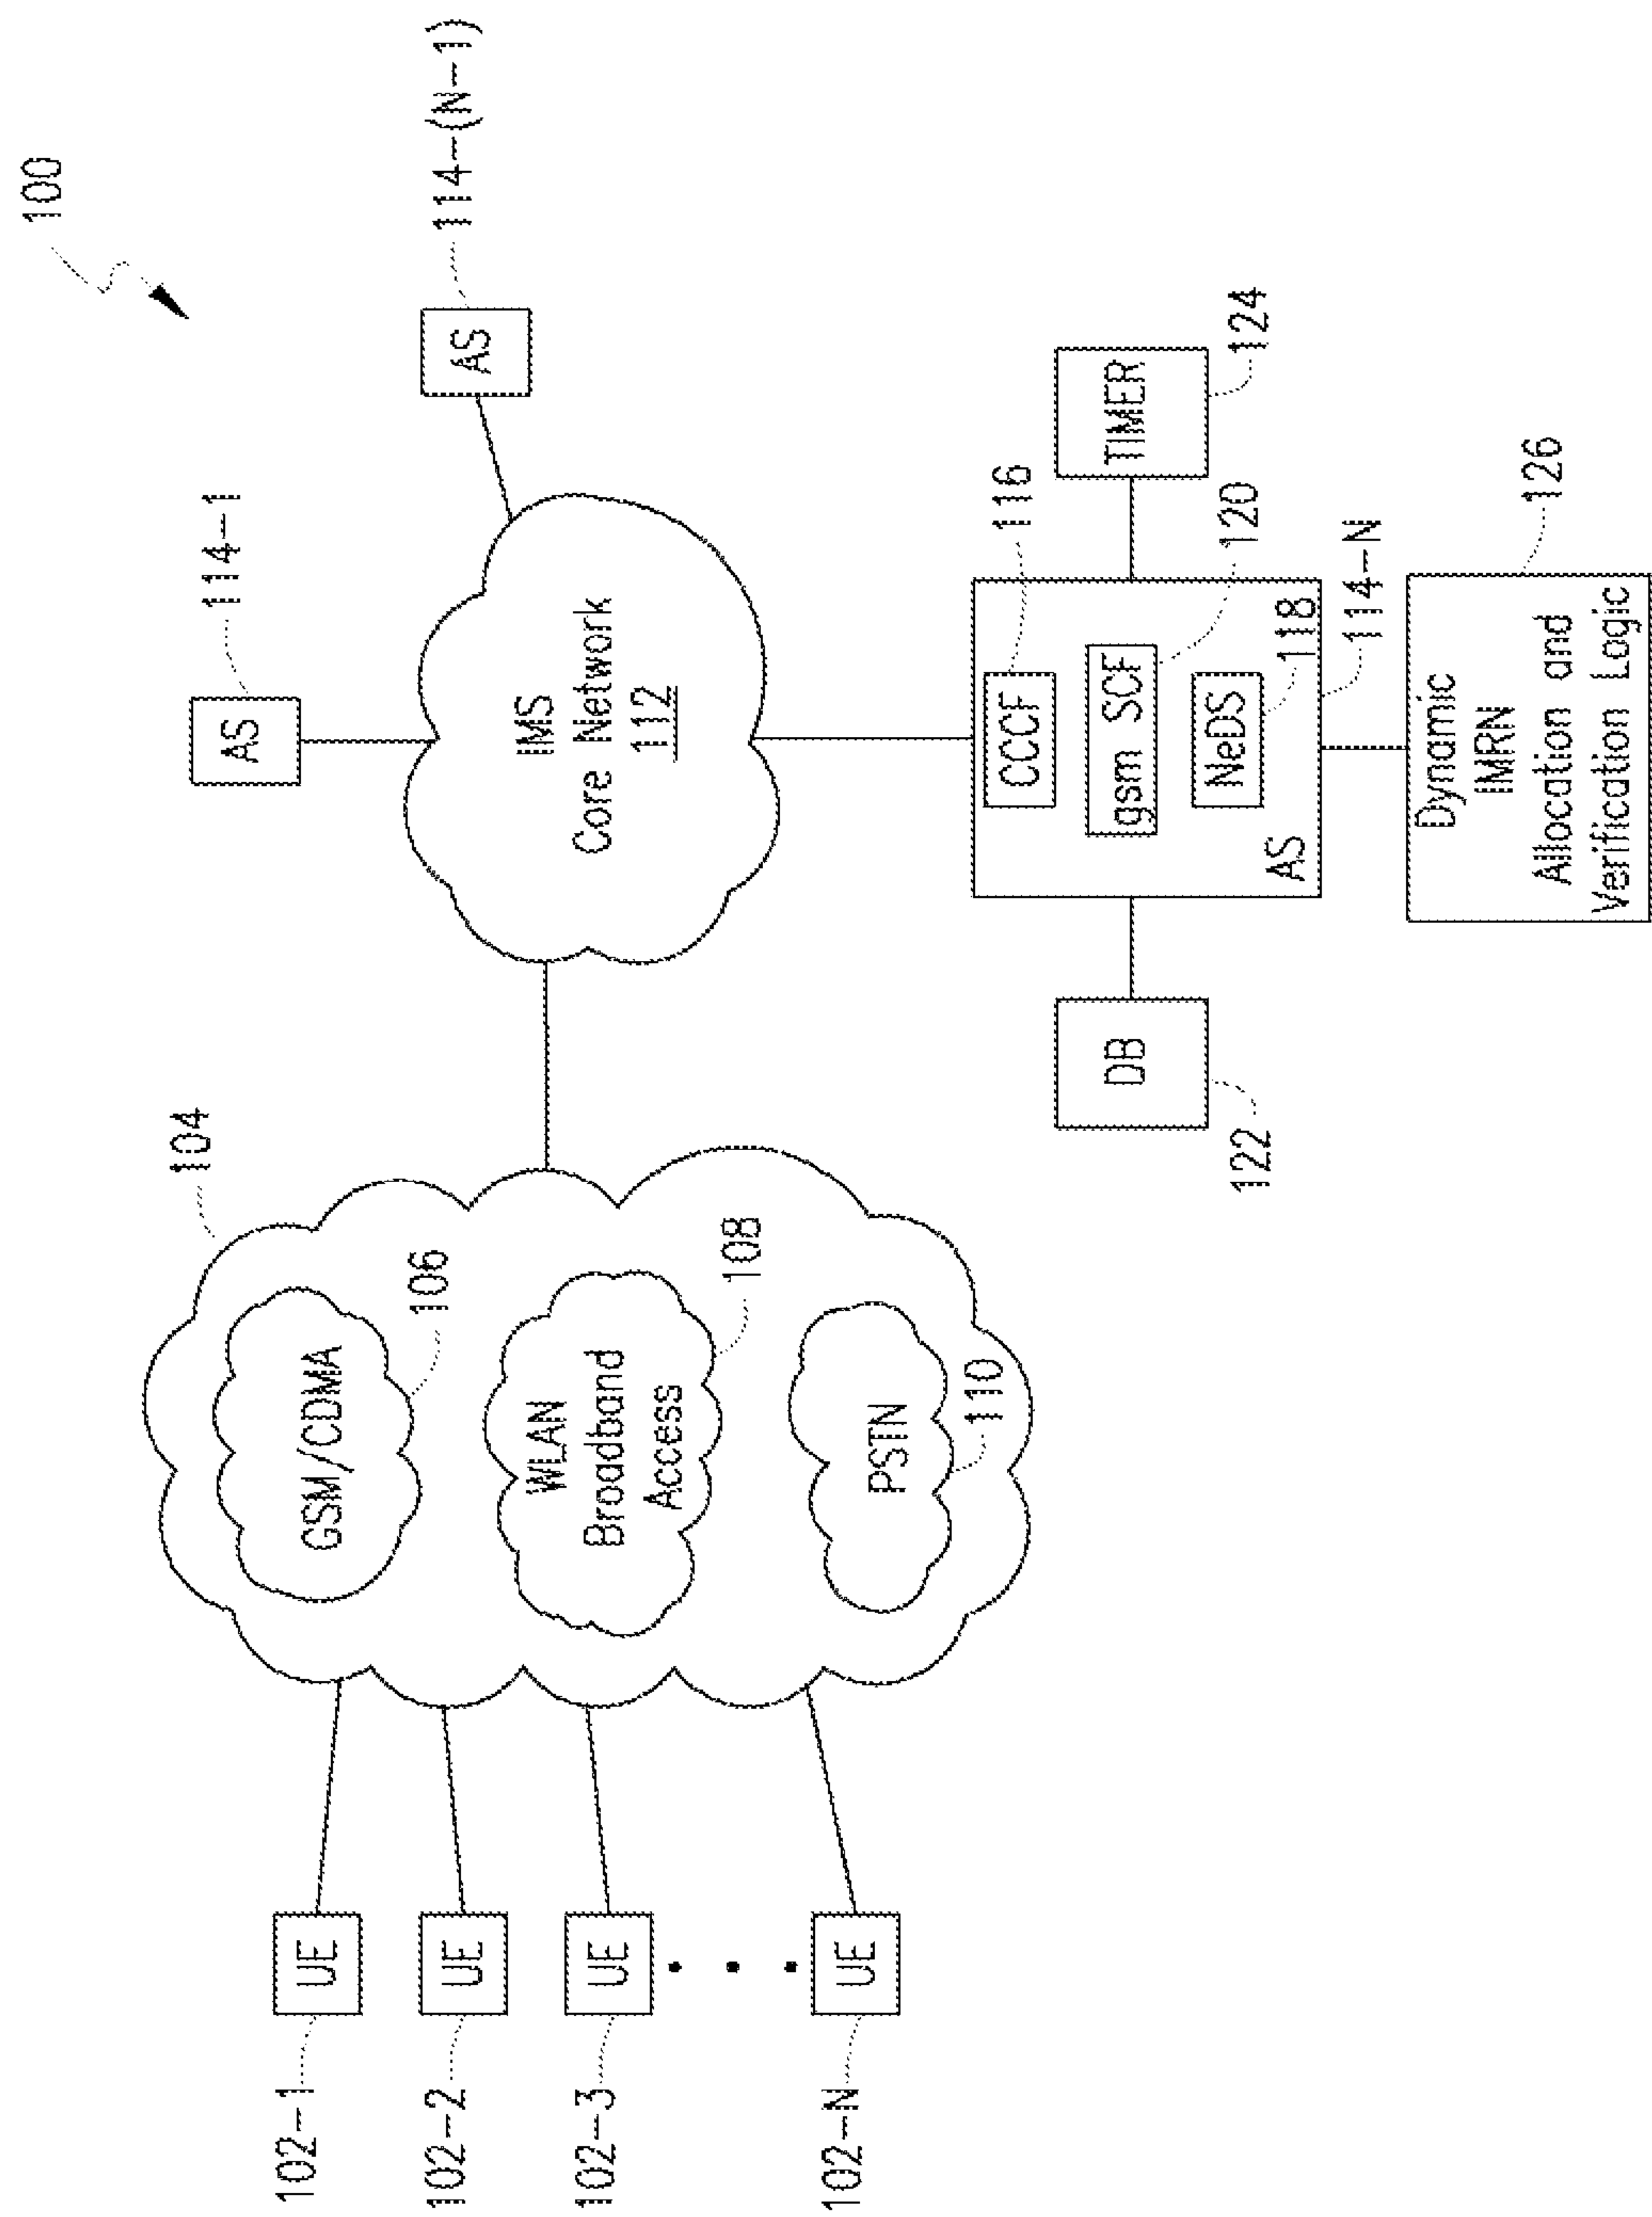 100
114-1
AS
114-(N-1)
AS
104
GSM/CDMA
106
WLAN
Broadband
Access
108
PSTN
110
IMS
Core Network
112
102-1
UE
102-2
UE
102-3
UE
102-N
UE
CCCF
116
gsm SCF
120
NeDS
118
AS
114-N
TIMER
124
DB
122
Dynamic
IMRN
Allocation and
Verification Logic
126